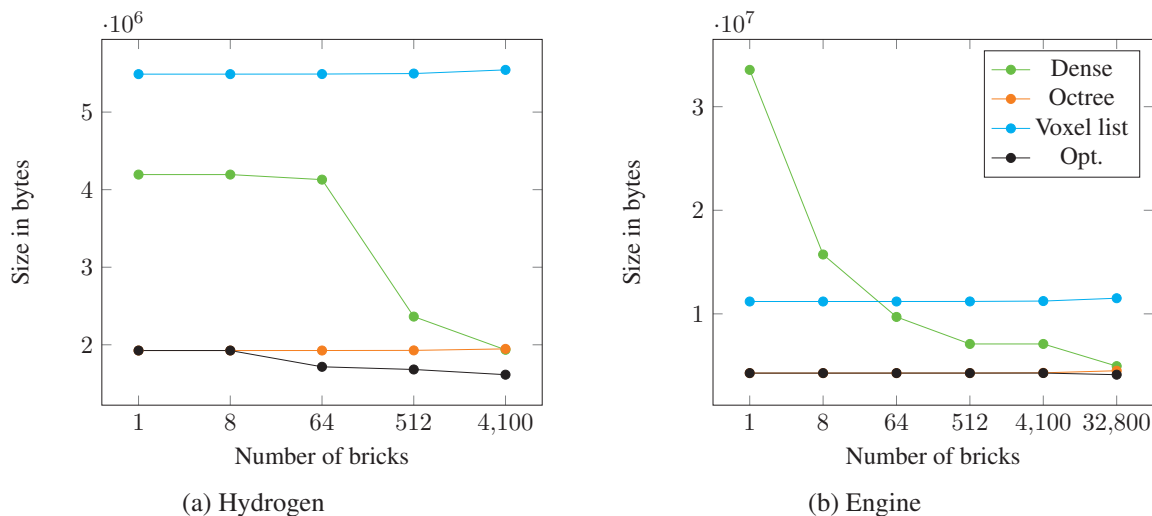 ·10^6
Size in bytes
5
4
3
2
1 8 64 512 4,100
Number of bricks
(a) Hydrogen
·10^7
Size in bytes
3
2
1
Dense
Octree
Voxel list
Opt.
1 8 64 512 4,100 32,800
Number of bricks
(b) Engine